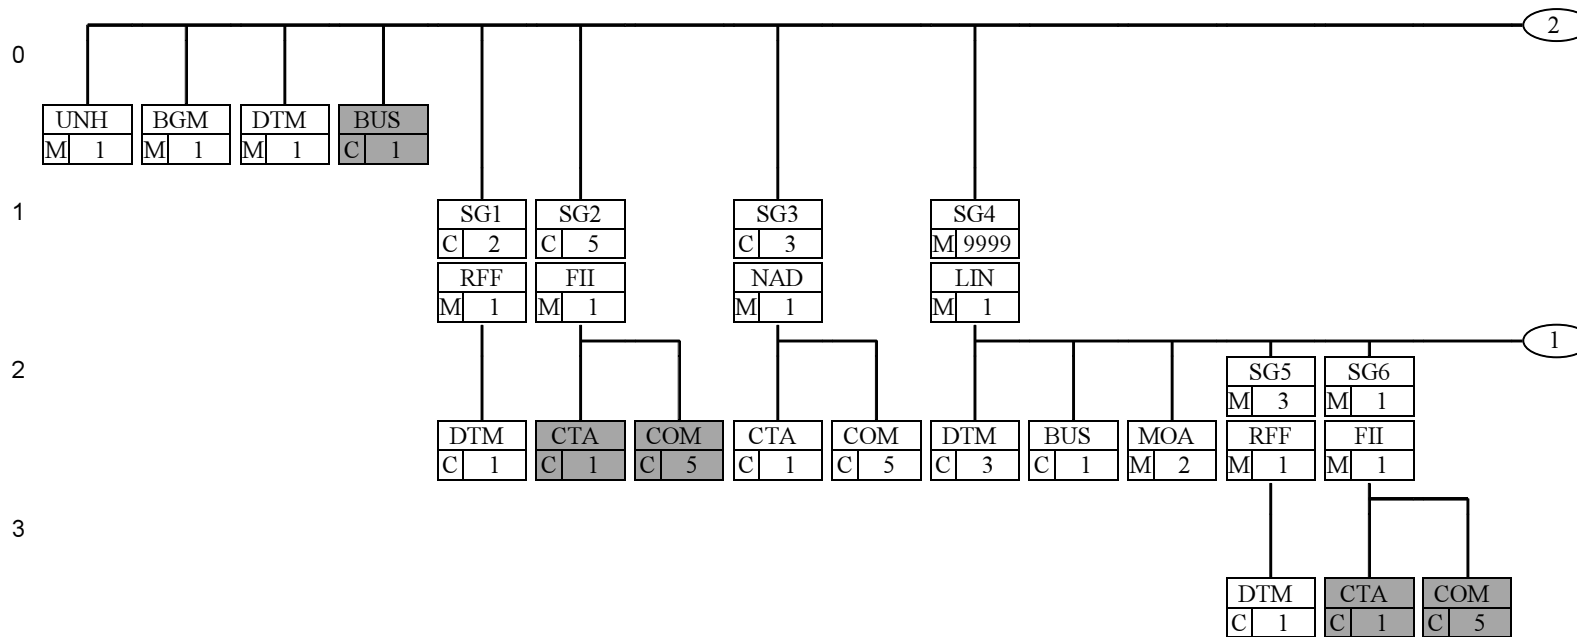 2
0
UNH BGM DTM BUS
M 1 M 1 M 1 C 1
1
SG1 SG2 SG3 SG4
C 2 C 5 C 3 M 9999
RFF FII NAD LIN
M 1 M 1 M 1 M 1
1
2
SG5 SG6
M 3 M 1
DTM CTA COM CTA COM DTM BUS MOA RFF FII
C 1 C 1 C 5 C 1 C 5 C 3 C 1 M 2 M 1 M 1
3
DTM CTA COM
C 1 C 1 C 5